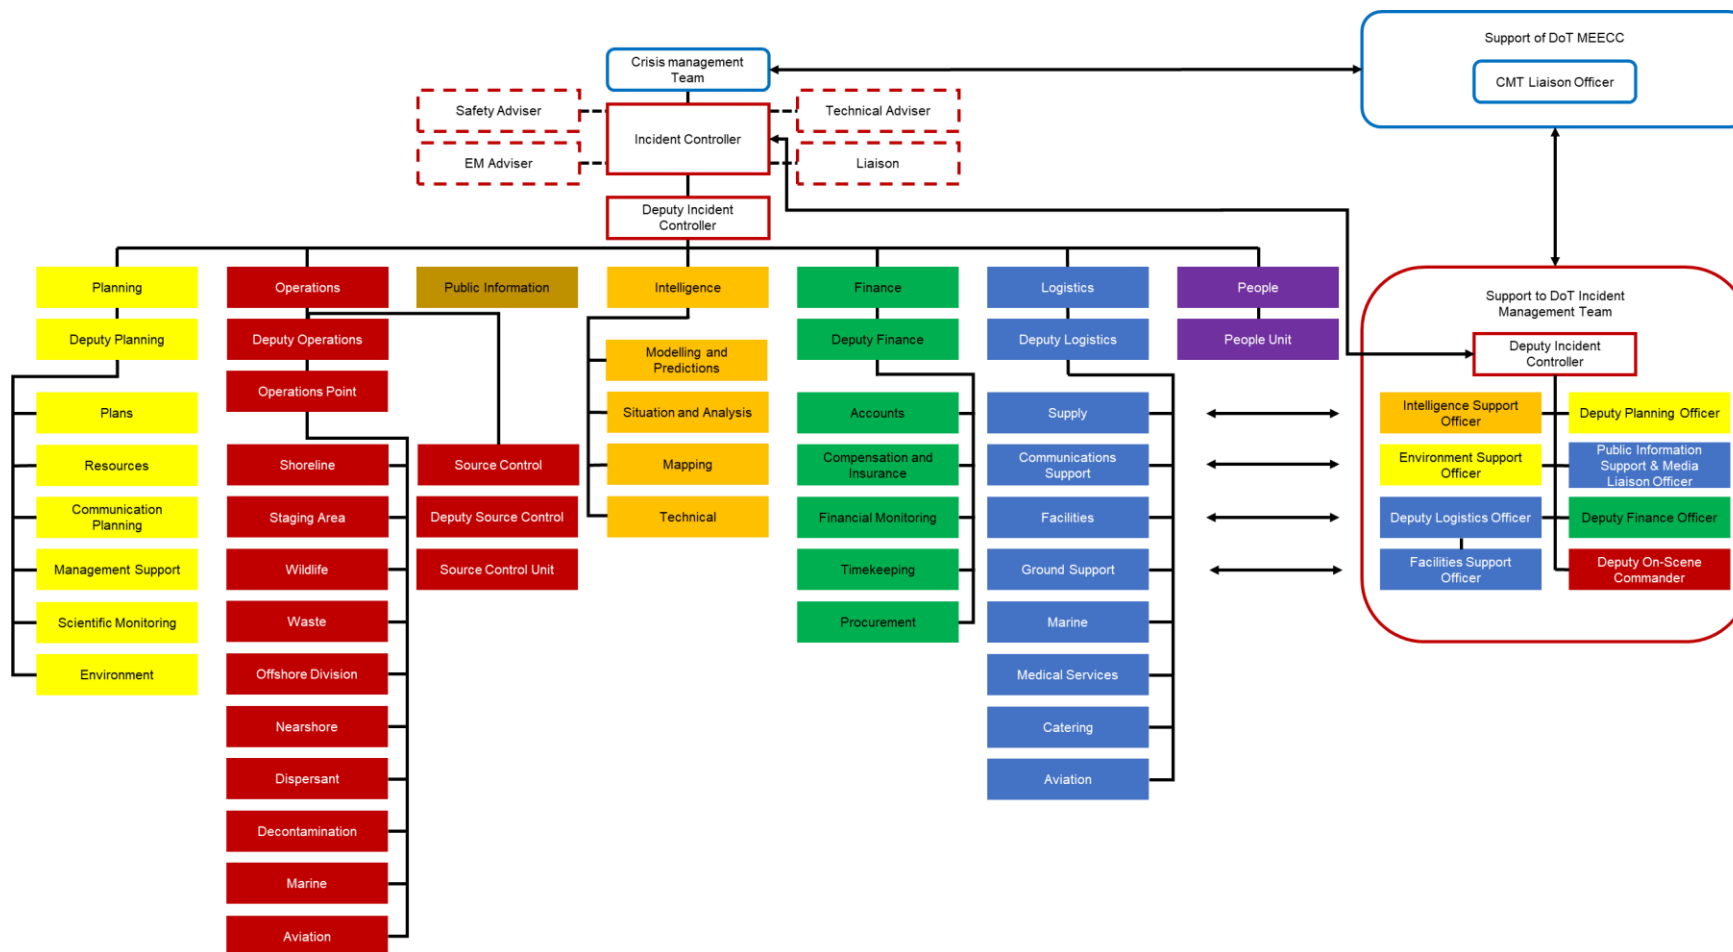 Support of DoT MEECC
CMT Liaison Officer
Crisis management
Team
Safety Adviser
Technical Adviser
Incident Controller
EM Adviser
Liaison
Deputy Incident
Controller
Planning
Operations
Public Information
Intelligence
Finance
Logistics
People
Deputy Planning
Deputy Operations
Deputy Finance
Deputy Logistics
People Unit
Operations Point
Modelling and
Predictions
Plans
Situation and Analysis
Accounts
Supply
Resources
Shoreline
Source Control
Mapping
Compensation and
Insurance
Communications
Support
Communication
Planning
Staging Area
Deputy Source Control
Technical
Financial Monitoring
Facilities
Management Support
Wildlife
Source Control Unit
Timekeeping
Ground Support
Scientific Monitoring
Waste
Procurement
Marine
Environment
Offshore Division
Medical Services
Nearshore
Catering
Dispersant
Aviation
Decontamination
Marine
Aviation
Support to DoT Incident
Management Team
Deputy Incident
Controller
Intelligence Support
Officer
Deputy Planning Officer
Environment Support
Officer
Public Information
Support & Media
Liaison Officer
Deputy Logistics Officer
Deputy Finance Officer
Facilities Support
Officer
Deputy On-Scene
Commander